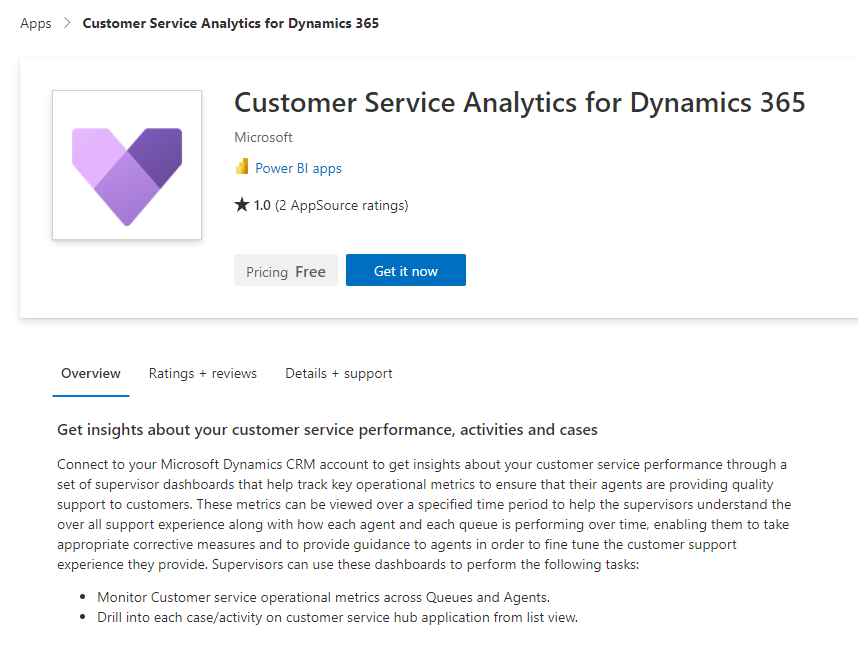 Apps > Customer Service Analytics for Dynamics 365
Customer Service Analytics for Dynamics 365
Microsoft
Power BI apps
★ 1.0 (2 AppSource ratings)
Pricing Free Get it now
Overview Ratings + reviews Details + support
Get insights about your customer service performance, activities and cases
Connect to your Microsoft Dynamics CRM account to get insights about your customer service performance through a
set of supervisor dashboards that help track key operational metrics to ensure that their agents are providing quality
support to customers. These metrics can be viewed over a specified time period to help the supervisors understand the
over all support experience along with how each agent and each queue is performing over time, enabling them to take
appropriate corrective measures and to provide guidance to agents in order to fine tune the customer support
experience they provide. Supervisors can use these dashboards to perform the following tasks:
• Monitor Customer service operational metrics across Queues and Agents.
• Drill into each case/activity on customer service hub application from list view.